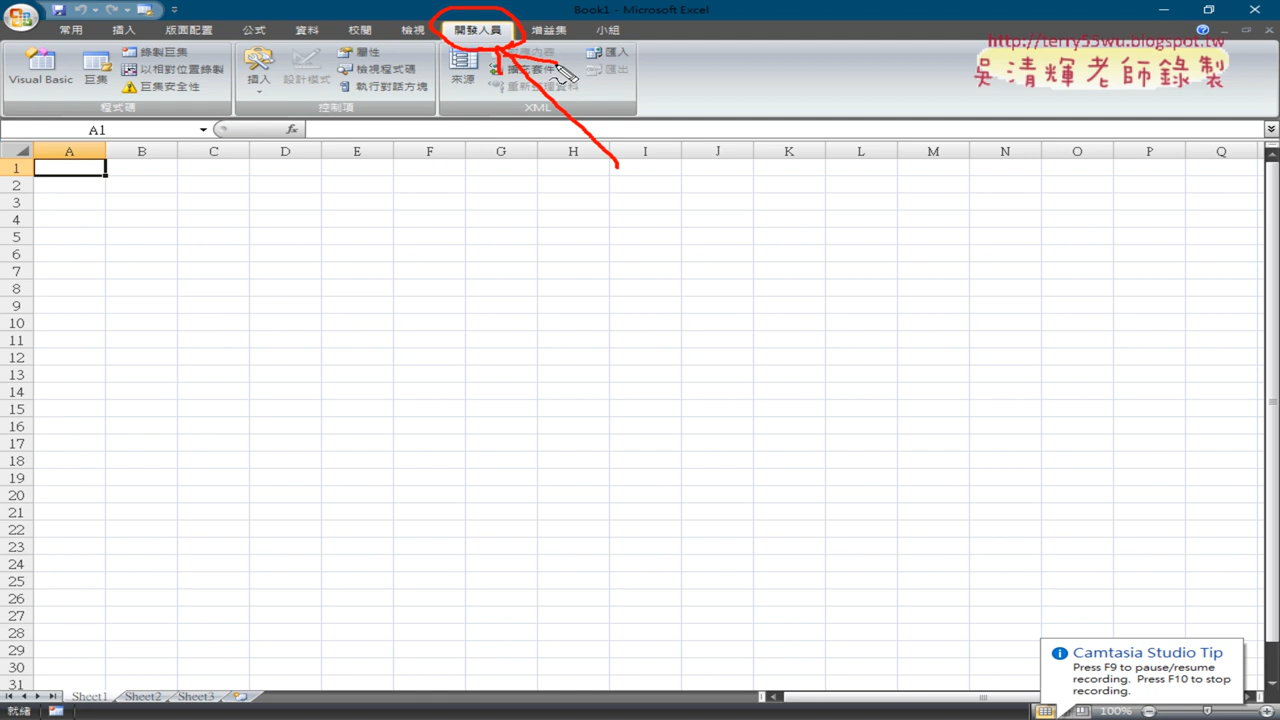 Book1 - Microsoft Excel
常用 插入 版面配置 公式 資料 校閱 檢視 開發人員 增益集 小組
http://terry55wu.blogspot.tw
吳清輝老師錄製
Visual Basic 巨集 錄製巨集 以相對位置錄製 巨集安全性
插入 設計模式 屬性 檢視程式碼 執行對話方塊
來源 擴充套件 匯入 匯出
程式碼 控制項 XML
A1 fx
A B C D E F G H I J K L M N O P Q
1
2
3
4
5
6
7
8
9
10
11
12
13
14
15
16
17
18
19
20
21
22
23
24
25
26
27
28
29
30
31
Camtasia Studio Tip
Press F9 to pause/resume
recording. Press F10 to stop
recording.
Sheet1 Sheet2 Sheet3
就緒 100%